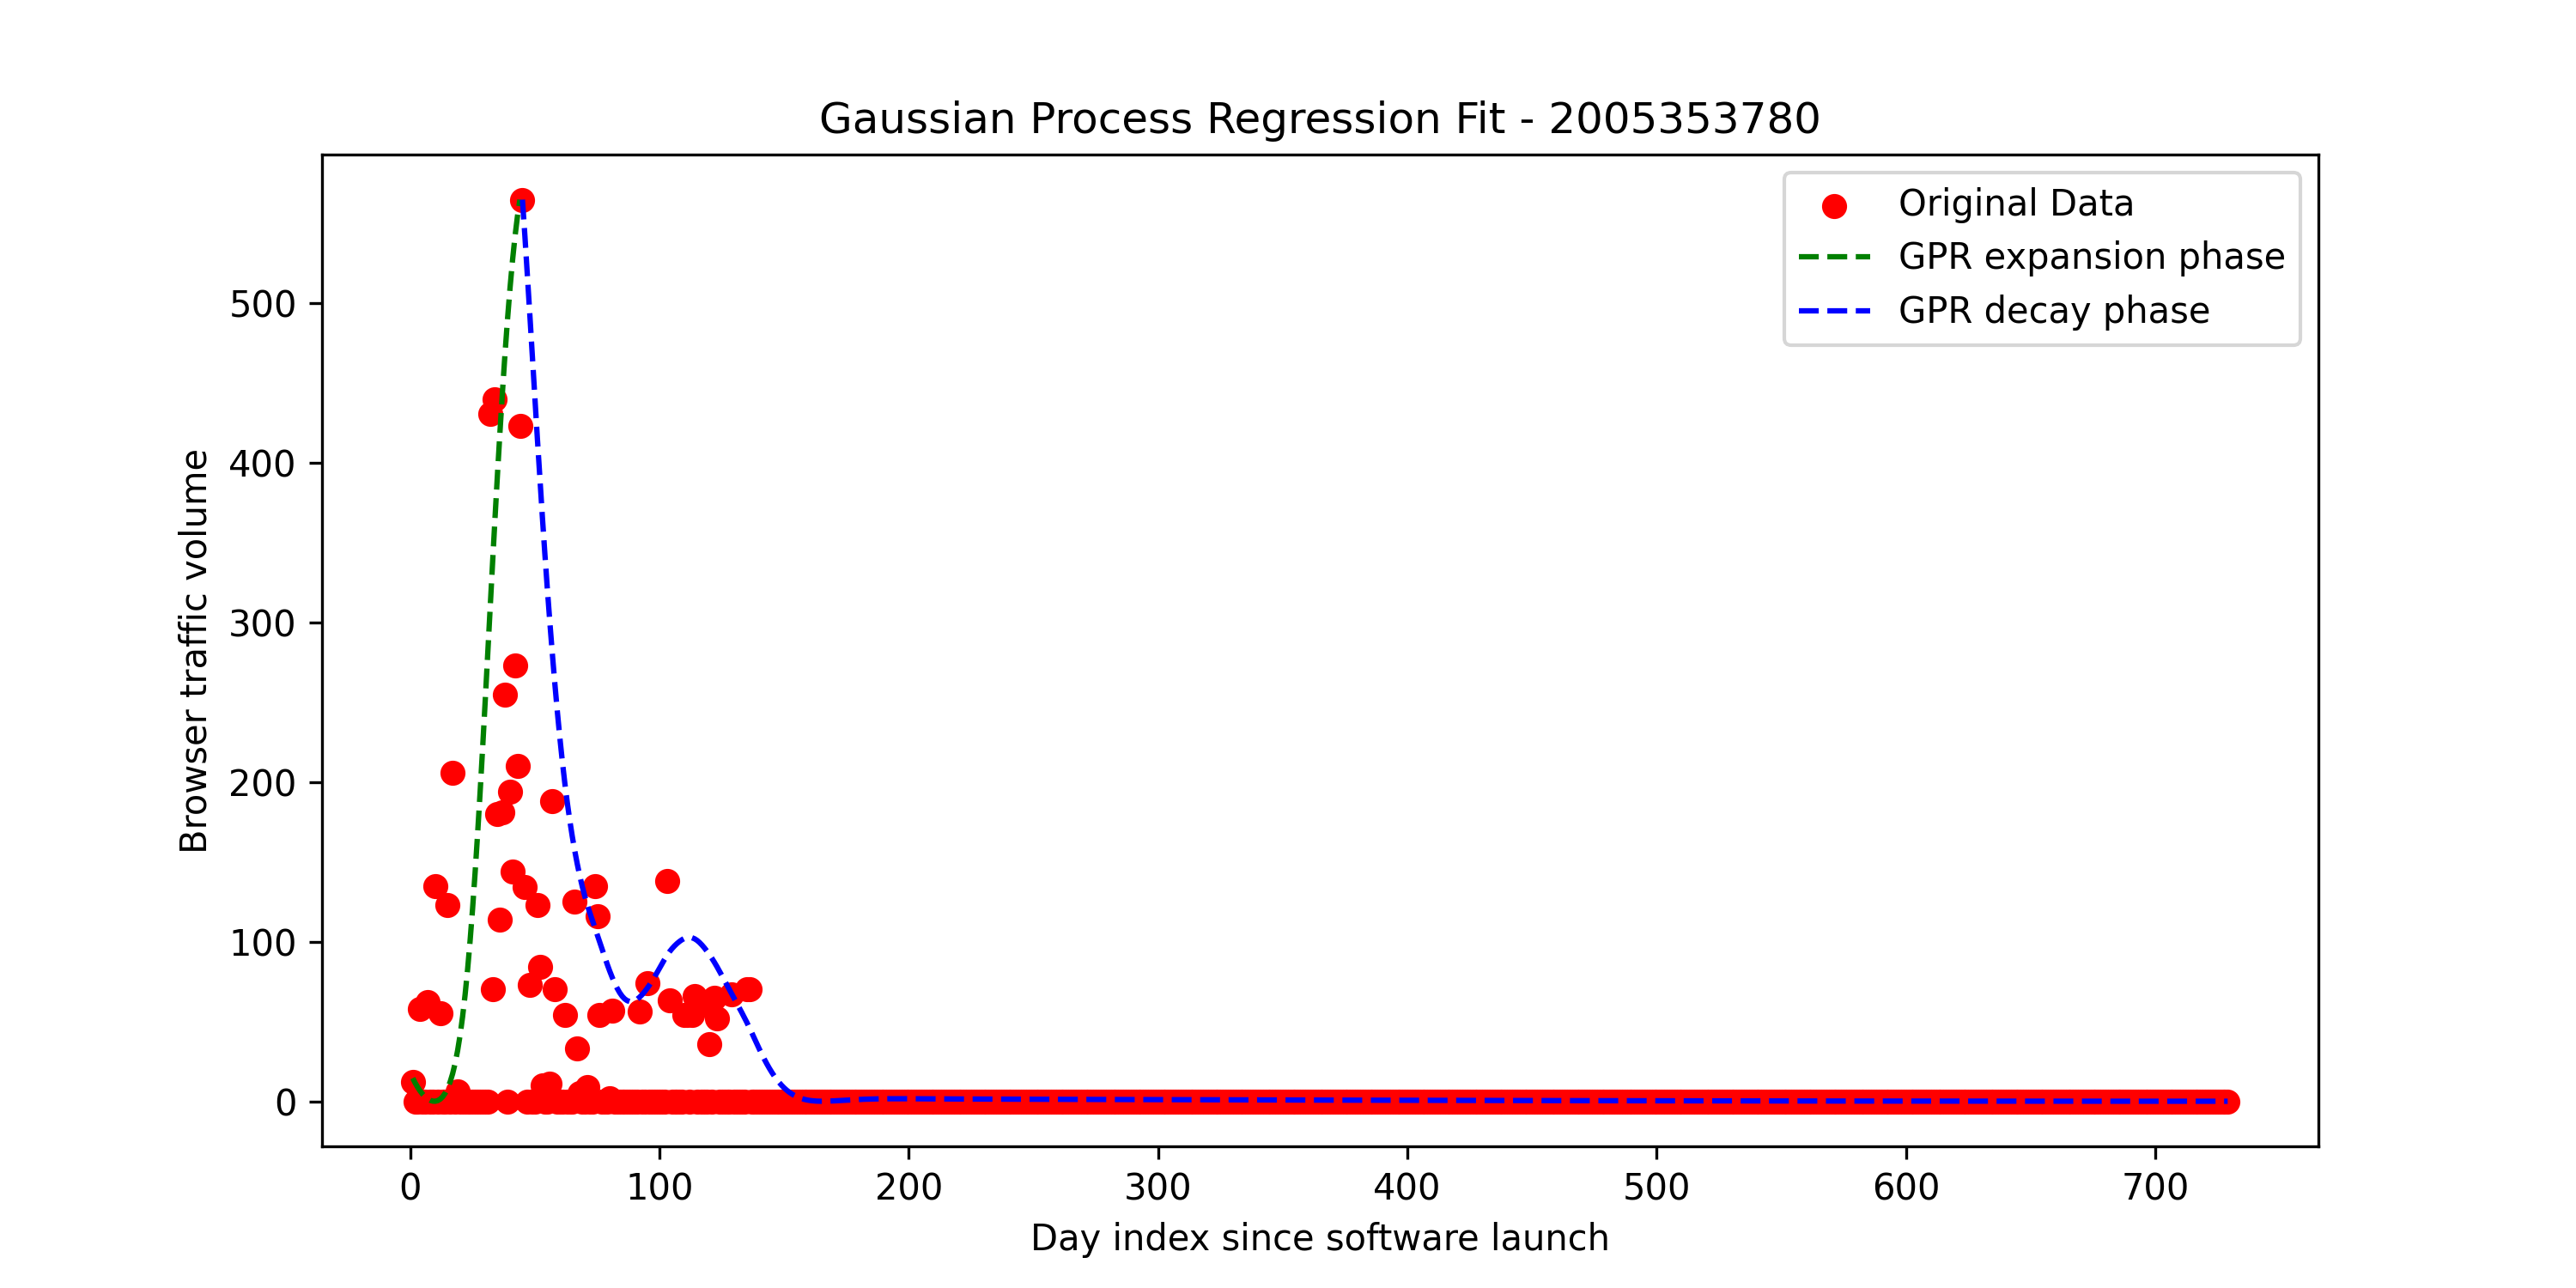 Gaussian Process Regression Fit - 2005353780
Original Data
GPR expansion phase
GPR decay phase
Browser traffic volume
500
400
300
200
100
0
0 100 200 300 400 500 600 700
Day index since software launch